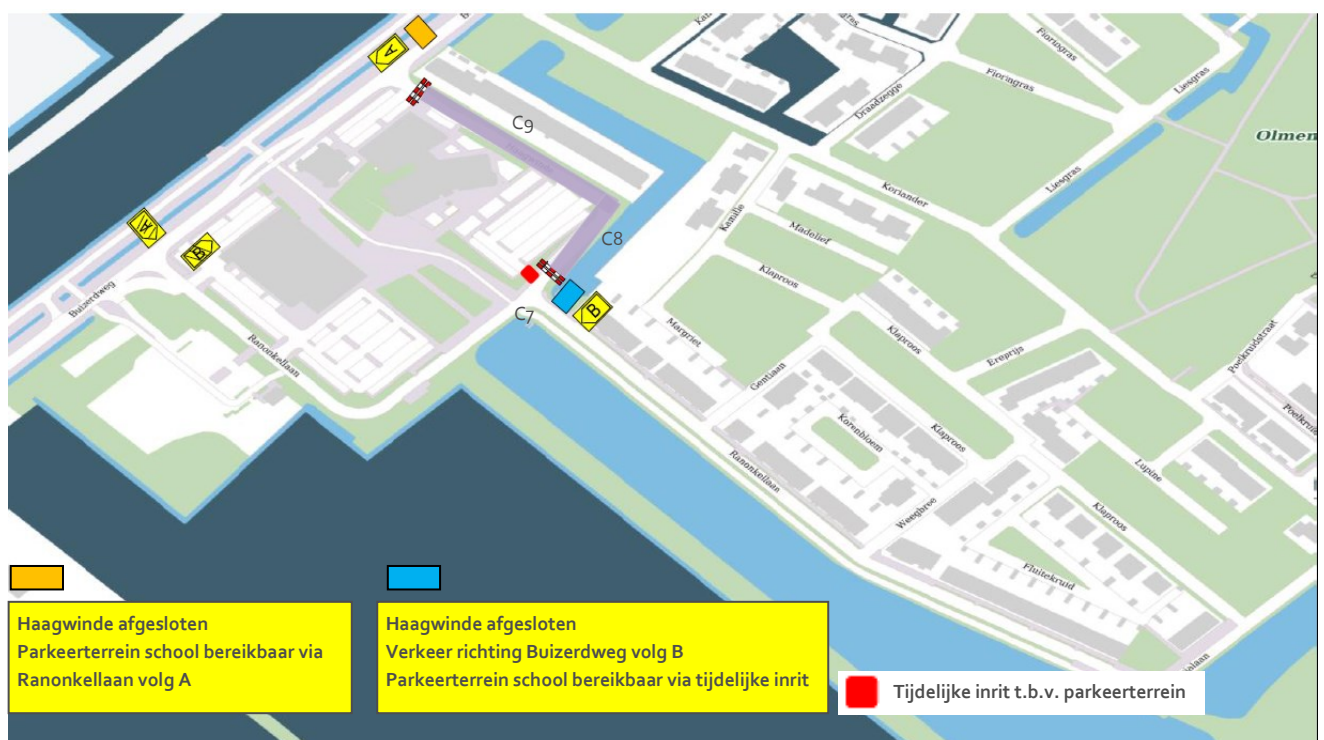 Fioringras
Fioringras
Liesgras
Draadzegge
Olmen
C9
Koriander
Liesgras
Kamille
Madelief
C8
Klaproos
A
A
B
B
Buizerdweg
C7
Ranonkellaan
Margriet
Klaproos
Ereprijs
Poelkruidstraat
Gentiaan
Korenbloem
Klaproos
Poelkrui
Ranonkellaan
Lupine
Weegbree
Klaproos
Fluitekruid
alaan
Haagwinde afgesloten
Parkeerterrein school bereikbaar via
Ranonkellaan volg A
Haagwinde afgesloten
Verkeer richting Buizerdweg volg B
Parkeerterrein school bereikbaar via tijdelijke inrit
Tijdelijke inrit t.b.v. parkeerterrein